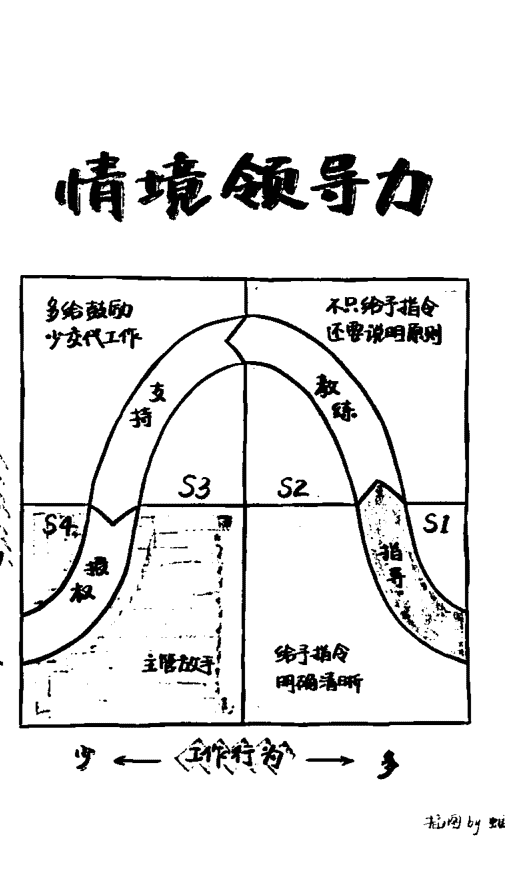 情境领导力
多给鼓励
少交代工作
不只给予指令
还要说明原则
支持
教练
S3
S2
S4
S1
授权
指导
主管放手
给予指令
明确清晰
少 ← 工作行为 → 多
by